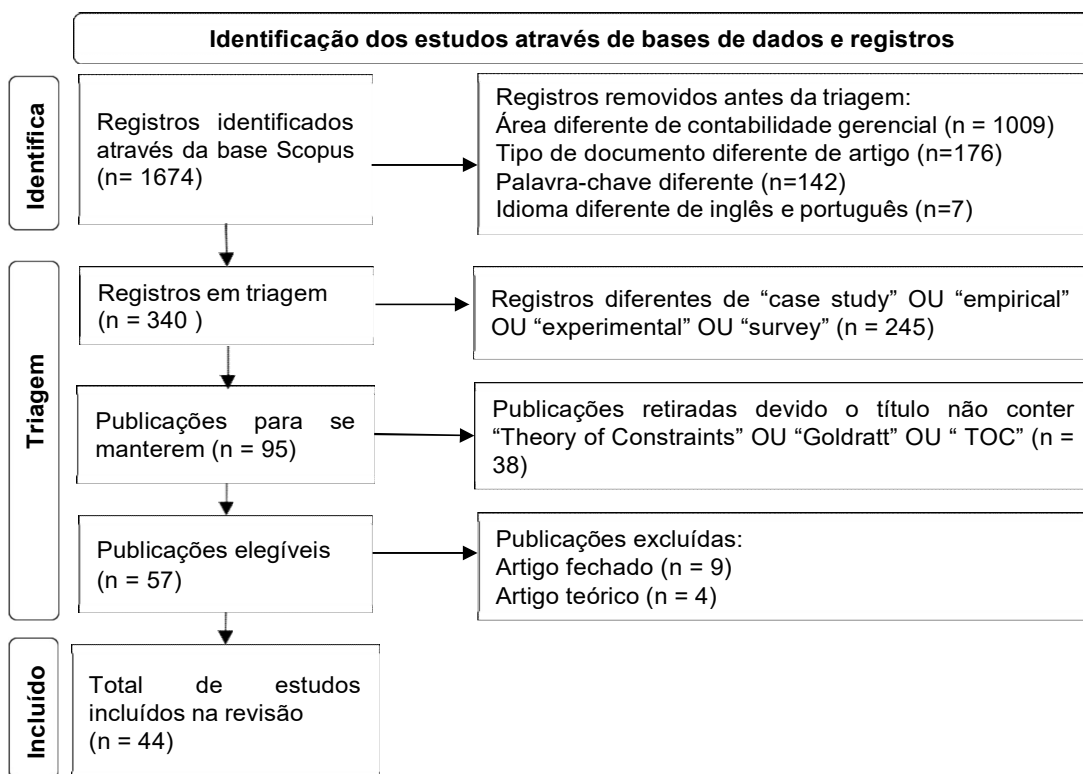 Identificação dos estudos através de bases de dados e registros
Identifica
Registros identificados
através da base Scopus
(n= 1674)
Registros removidos antes da triagem:
Área diferente de contabilidade gerencial (n = 1009)
Tipo de documento diferente de artigo (n=176)
Palavra-chave diferente (n=142)
Idioma diferente de inglês e português (n=7)
Triagem
Registros em triagem
(n = 340 )
Registros diferentes de “case study” OU “empirical”
OU “experimental” OU “survey” (n = 245)
Publicações para se
manterem (n = 95)
Publicações retiradas devido o título não conter
“Theory of Constraints” OU “Goldratt” OU “ TOC” (n =
38)
Publicações elegíveis
(n = 57)
Publicações excluídas:
Artigo fechado (n = 9)
Artigo teórico (n = 4)
Incluído
Total de estudos
incluídos na revisão
(n = 44)